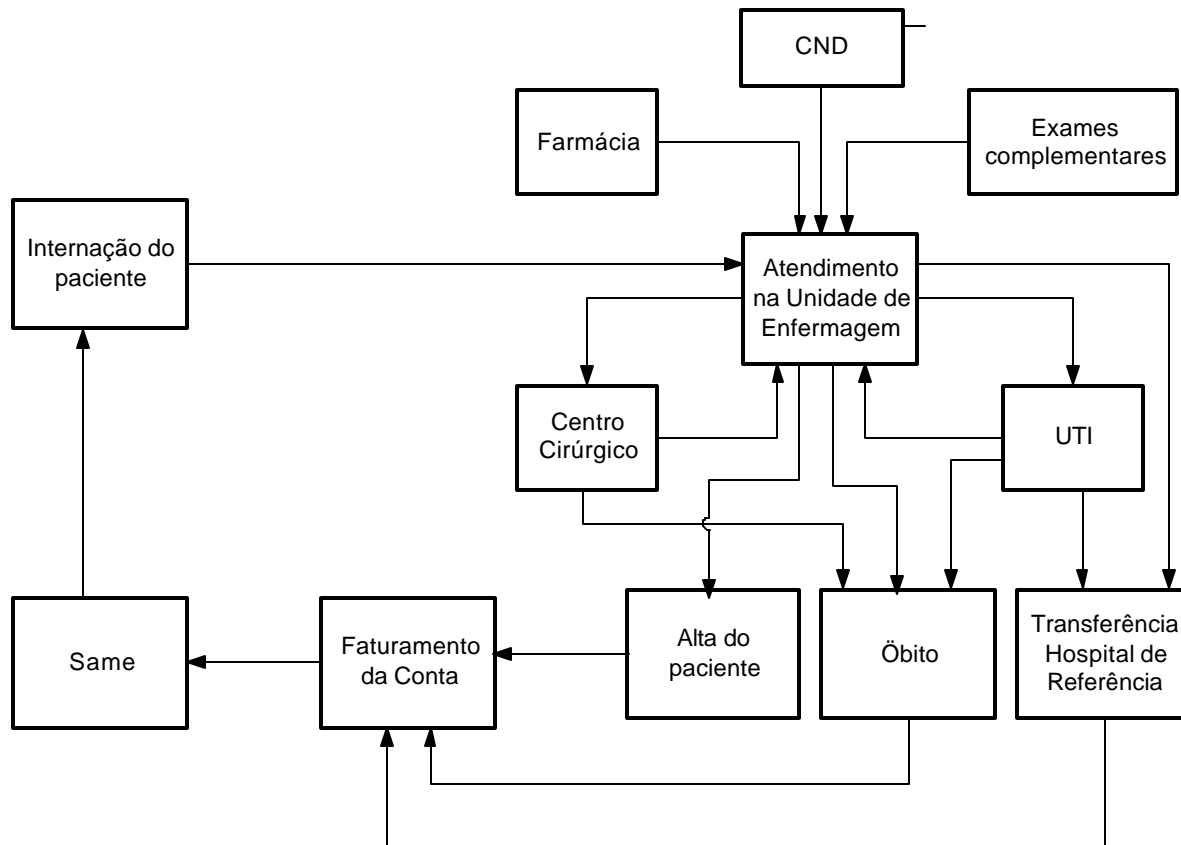 CND
Farmácia
Exames
complementares
Internação do
paciente
Atendimento
na Unidade de
Enfermagem
Centro
Cirúrgico
UTI
Same
Faturamento
da Conta
Alta do
paciente
Öbito
Transferência
Hospital de
Referência